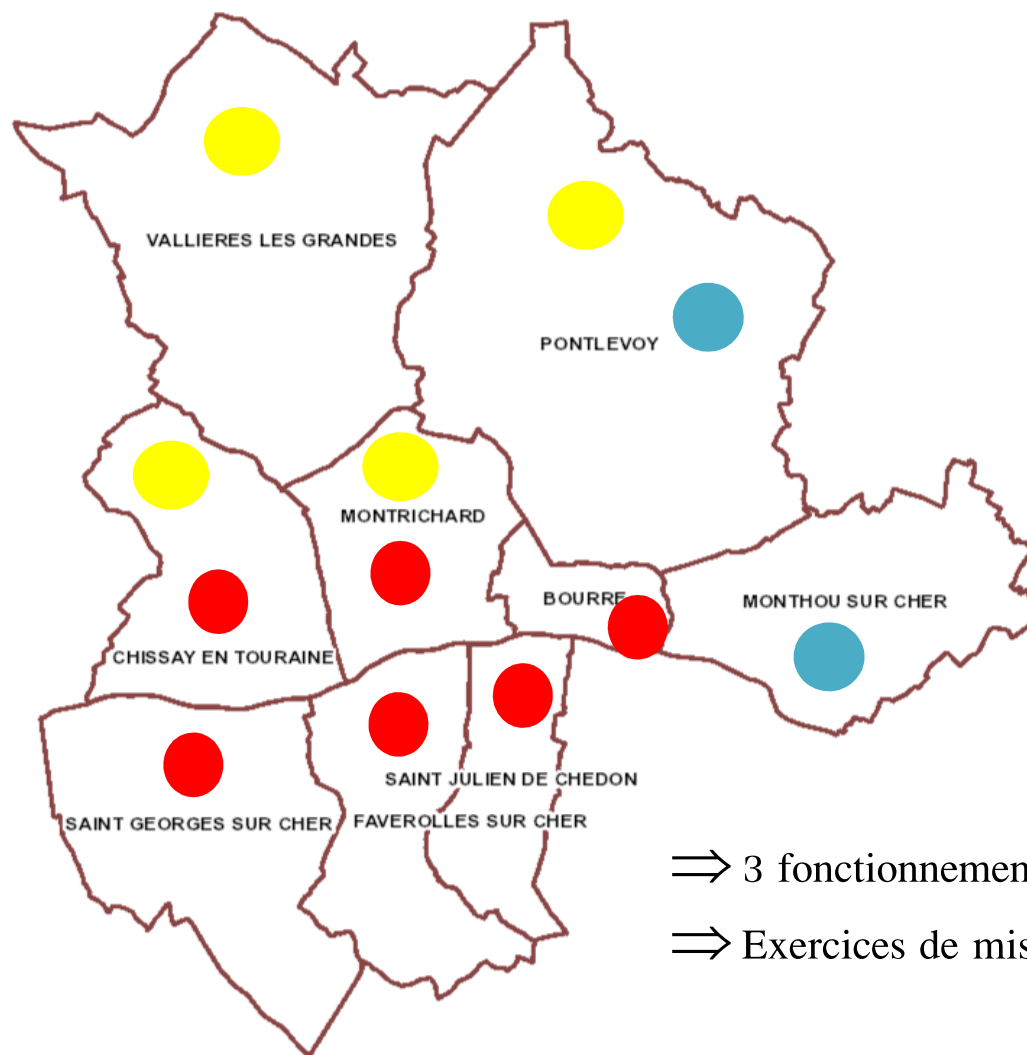 VALLIERES LES GRANDES
PONTLEVOY
MONTRICHARD
BOURRE
MONTHOU SUR CHER
CHISSAY EN TOURAINE
SAINT JULIEN DE CHEDON
SAINT GEORGES SUR CHER
FAVEROLLES SUR CHER
⇒ 3 fonctionnemen
⇒ Exercices de mis